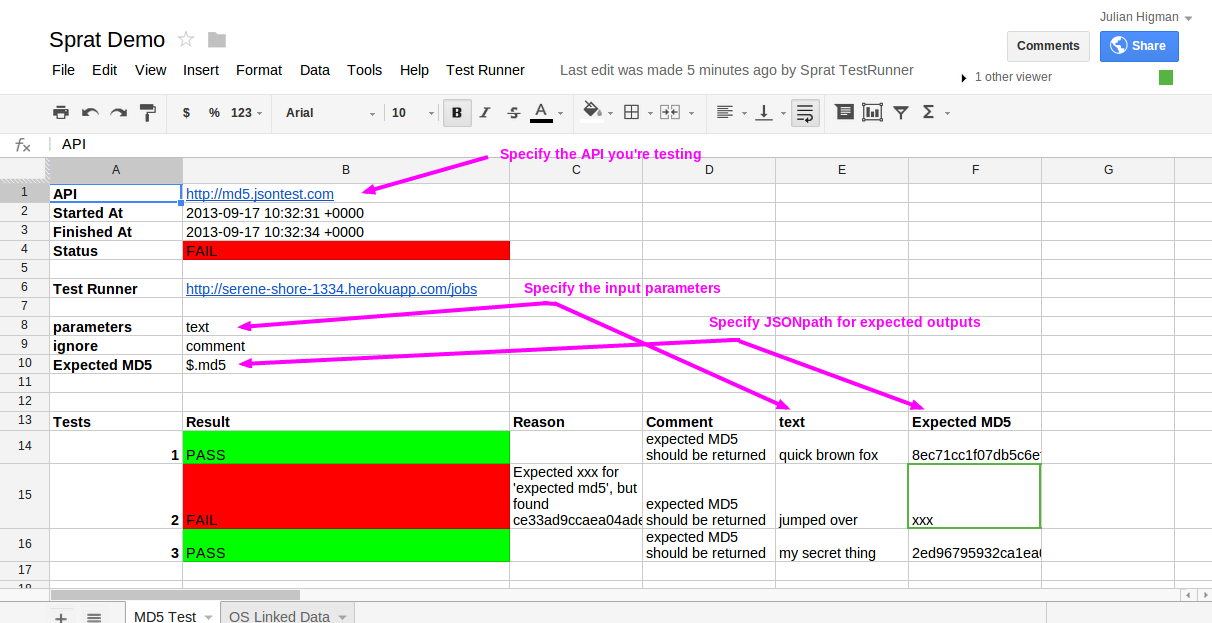 Julian Higman
Sprat Demo
Comments
Share
File Edit View Insert Format Data Tools Help Test Runner
Last edit was made 5 minutes ago by Sprat TestRunner
1 other viewer
$ % 123 Arial 10 B I S A Σ
fx API
Specify the API you're testing
A B C D E F G
1 API http://md5.jsontest.com
2 Started At 2013-09-17 10:32:31 +0000
3 Finished At 2013-09-17 10:32:34 +0000
4 Status FAIL
5
6 Test Runner http://serene-shore-1334.herokuapp.com/jobs
Specify the input parameters
7
8 parameters text
Specify JSONpath for expected outputs
9 ignore comment
10 Expected MD5 $.md5
11
12
13 Tests Result Reason Comment text Expected MD5
14 1 PASS expected MD5 should be returned quick brown fox 8ec71cc1f07db5c6e
15 2 FAIL Expected xxx for 'expected md5', but found ce33ad9ccaea04ade expected MD5 should be returned jumped over xxx
16 3 PASS expected MD5 should be returned my secret thing 2ed96795932ca1ea
17
18
MD5 Test OS Linked Data